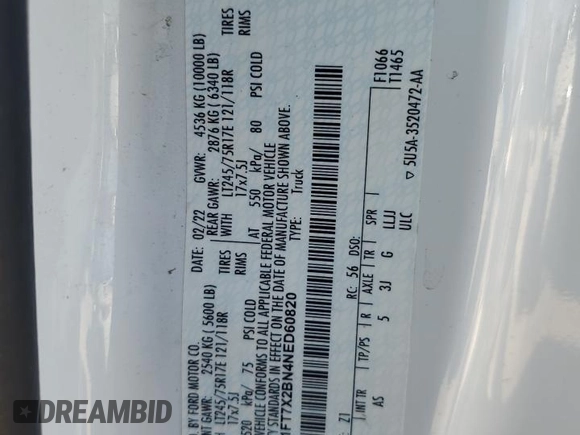 BY FORD MOTOR CO.
DATE: 02/22 GVWR: 4536 KG (10000 LB)
GAWR: 2540 KG ( 5600 LB) REAR GAWR: 2876 KG ( 6340 LB)
LT245/75R17E 121/118R TIRES WITH LT245/75R17E 121/118R TIRES
17x7.5J RIMS 17x7.5J RIMS
520 kPa/ 75 PSI COLD AT 550 kPa/ 80 PSI COLD
VEHICLE CONFORMS TO ALL APPLICABLE FEDERAL MOTOR VEHICLE
STANDARDS IN EFFECT ON THE DATE OF MANUFACTURE SHOWN ABOVE.
1FT7X2BN4NED60820 TYPE: Truck
F1066
T1465
Z1 RC: 56 DSO:
INT TR TP/PS R AXLE TR SPR
AS 5 3J G LLJJ
ULC
▽ 5U5A-3520472-AA
DREAMBID